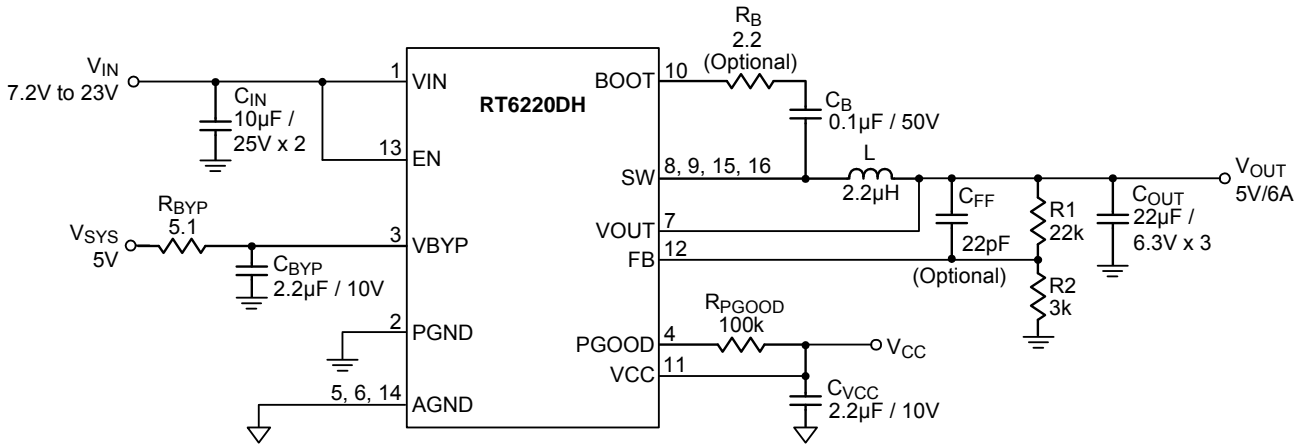 V_IN
7.2V to 23V
C_IN
10µF /
25V x 2
1
VIN
13
EN
R_BYP
5.1
V_SYS
5V
C_BYP
2.2µF / 10V
3
VBYP
2
PGND
5, 6, 14
AGND
RT6220DH
BOOT
10
R_B
2.2
(Optional)
C_B
0.1µF / 50V
SW
8, 9, 15, 16
L
2.2µH
VOUT
7
FB
12
C_FF
22pF
(Optional)
R1
22k
R2
3k
C_OUT
22µF /
6.3V x 3
V_OUT
5V/6A
PGOOD
4
R_PGOOD
100k
V_CC
VCC
11
C_VCC
2.2µF / 10V